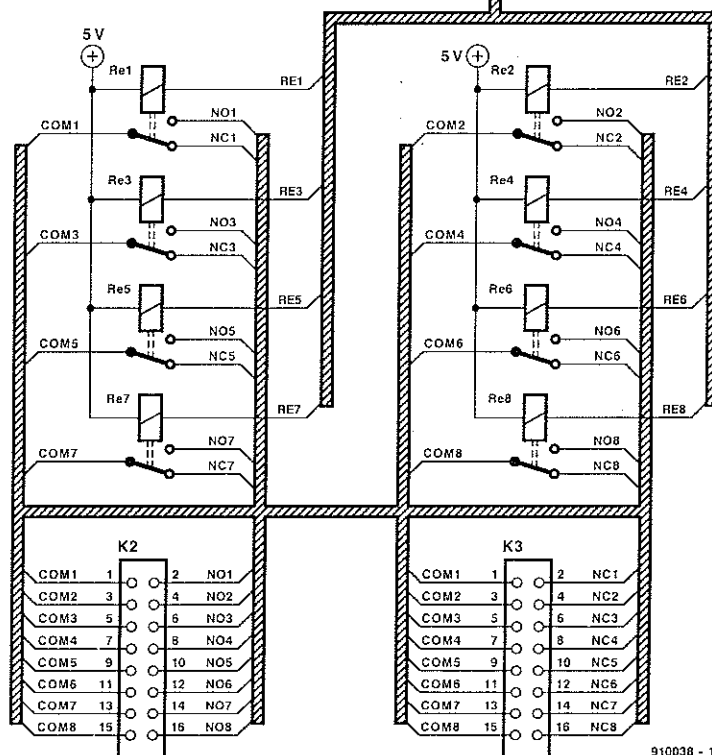 5 V
Re1
RE1
COM1
NO1
NC1
Re3
RE3
COM3
NO3
NC3
Re5
RE5
COM5
NO5
NC5
Re7
RE7
COM7
NO7
NC7
5 V
Re2
RE2
COM2
NO2
NC2
Re4
RE4
COM4
NO4
NC4
Re6
RE6
COM6
NO6
NC6
Re8
RE8
COM8
NO8
NC8
K2
COM1 1 2 NO1
COM2 3 4 NO2
COM3 5 6 NO3
COM4 7 8 NO4
COM5 9 10 NO5
COM6 11 12 NO6
COM7 13 14 NO7
COM8 15 16 NO8
K3
COM1 1 2 NC1
COM2 3 4 NC2
COM3 5 6 NC3
COM4 7 8 NC4
COM5 9 10 NC5
COM6 11 12 NC6
COM7 13 14 NC7
COM8 15 16 NC8
910038 - 1